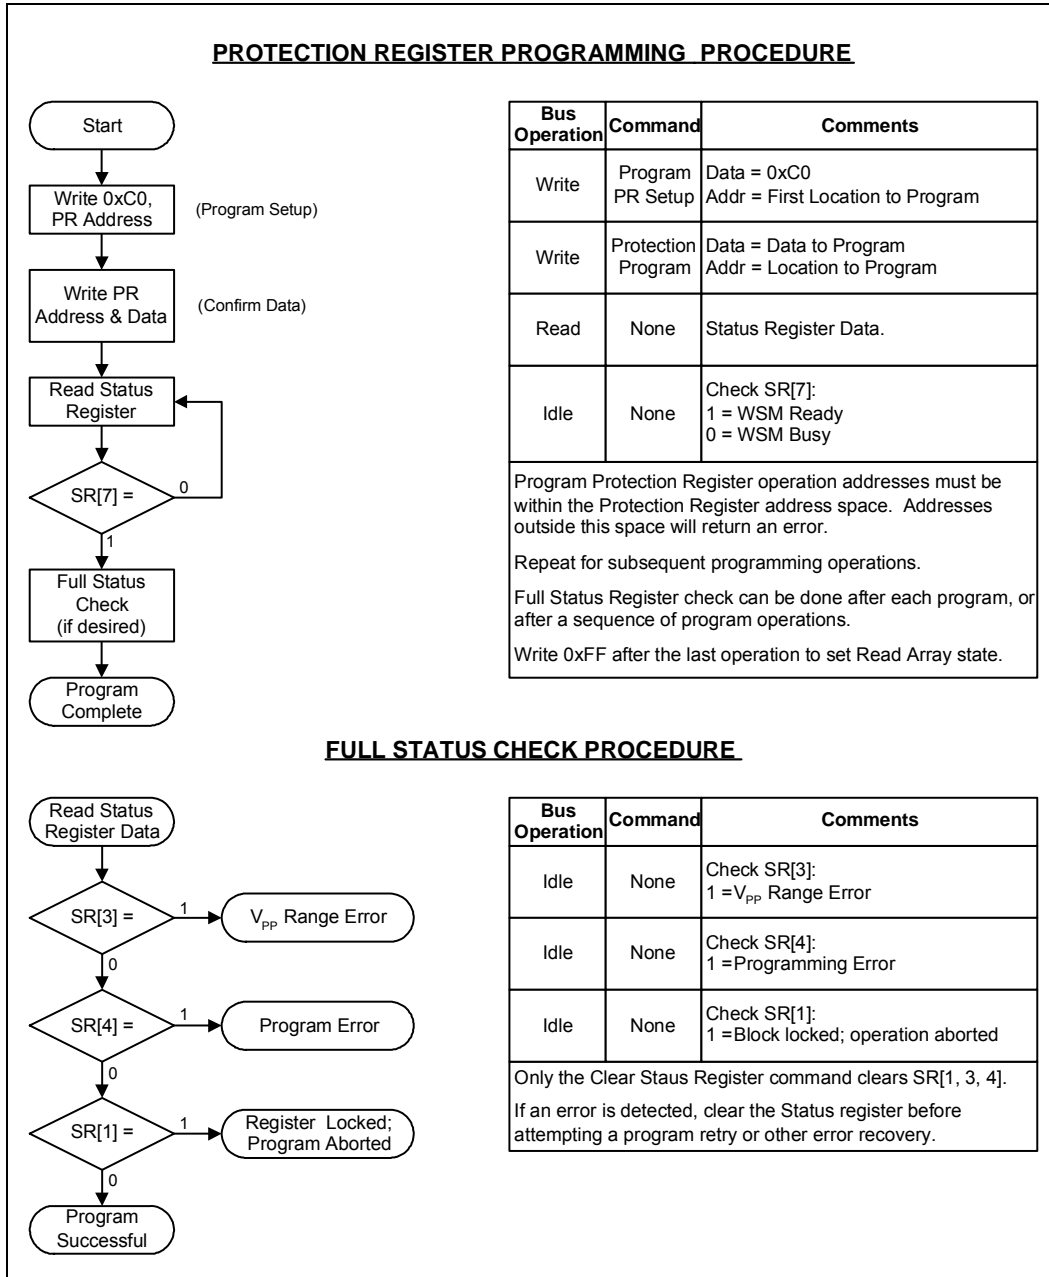 PROTECTION REGISTER PROGRAMMING PROCEDURE
Start
Write 0xC0,
PR Address
(Program Setup)
Write PR
Address & Data
(Confirm Data)
Read Status
Register
SR[7] =
0
1
Full Status
Check
(if desired)
Program
Complete
Bus
Operation
Command
Comments
Write
Program
PR Setup
Data = 0xC0
Addr = First Location to Program
Write
Protection
Program
Data = Data to Program
Addr = Location to Program
Read
None
Status Register Data.
Idle
None
Check SR[7]:
1 = WSM Ready
0 = WSM Busy
Program Protection Register operation addresses must be
within the Protection Register address space. Addresses
outside this space will return an error.
Repeat for subsequent programming operations.
Full Status Register check can be done after each program, or
after a sequence of program operations.
Write 0xFF after the last operation to set Read Array state.
FULL STATUS CHECK PROCEDURE
Read Status
Register Data
SR[3] =
1
VPP Range Error
0
SR[4] =
1
Program Error
0
SR[1] =
1
Register Locked;
Program Aborted
0
Program
Successful
Bus
Operation
Command
Comments
Idle
None
Check SR[3]:
1 =VPP Range Error
Idle
None
Check SR[4]:
1 =Programming Error
Idle
None
Check SR[1]:
1 =Block locked; operation aborted
Only the Clear Staus Register command clears SR[1, 3, 4].
If an error is detected, clear the Status register before
attempting a program retry or other error recovery.